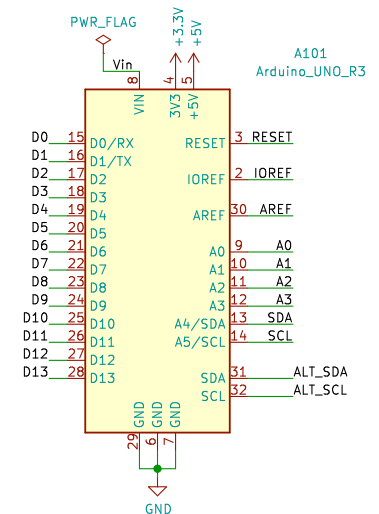 PWR_FLAG
Vin
+3.3V
+5V
A101
Arduino_UNO_R3
8
4
5
VIN
3V3
+5V
D0 15 D0/RX
D1 16 D1/TX
D2 17 D2
D3 18 D3
D4 19 D4
D5 20 D5
D6 21 D6
D7 22 D7
D8 23 D8
D9 24 D9
D10 25 D10
D11 26 D11
D12 27 D12
D13 28 D13
RESET 3 RESET
IOREF 2 IOREF
AREF 30 AREF
A0 9 A0
A1 10 A1
A2 11 A2
A3 12 A3
A4/SDA 13 SDA
A5/SCL 14 SCL
SDA 31 ALT_SDA
SCL 32 ALT_SCL
GND
GND
GND
29
6
7
GND